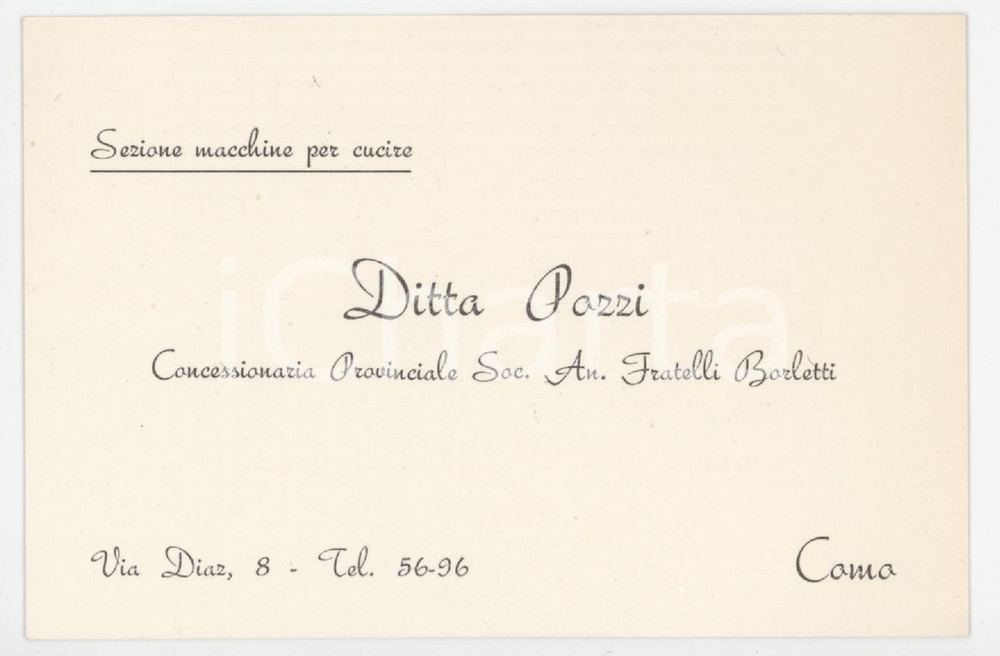 Sezione macchine per cucire
Ditta Pozzi
Concessionaria Provinciale Soc. An. Fratelli Borletti
Via Diaz, 8 - Tel. 56-96
Como
iCharta